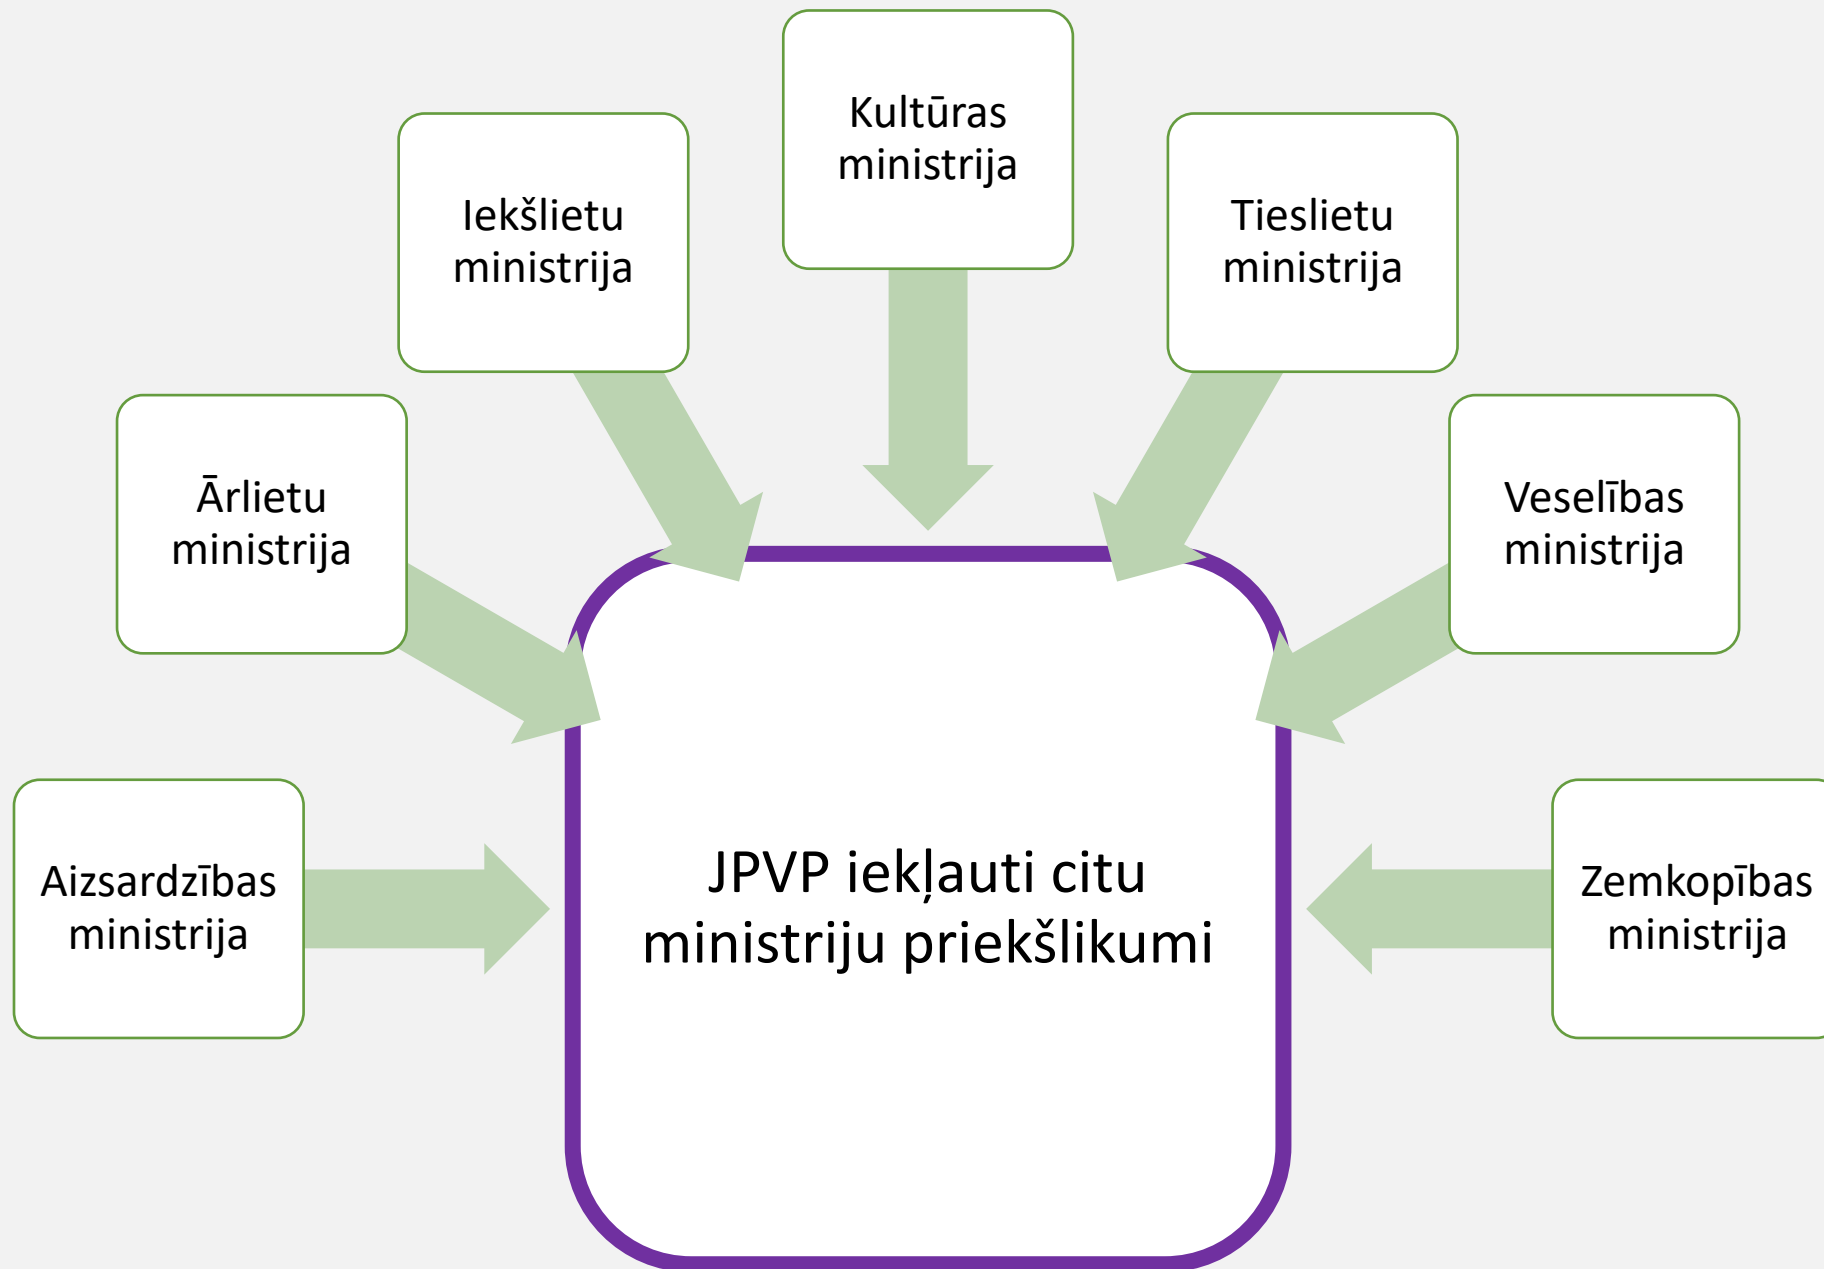 Kultūras
ministrija
Iekšlietu
ministrija
Tieslietu
ministrija
Ārlietu
ministrija
Veselības
ministrija
Aizsardzības
ministrija
JPVP iekļauti citu
ministriju priekšlikumi
Zemkopības
ministrija